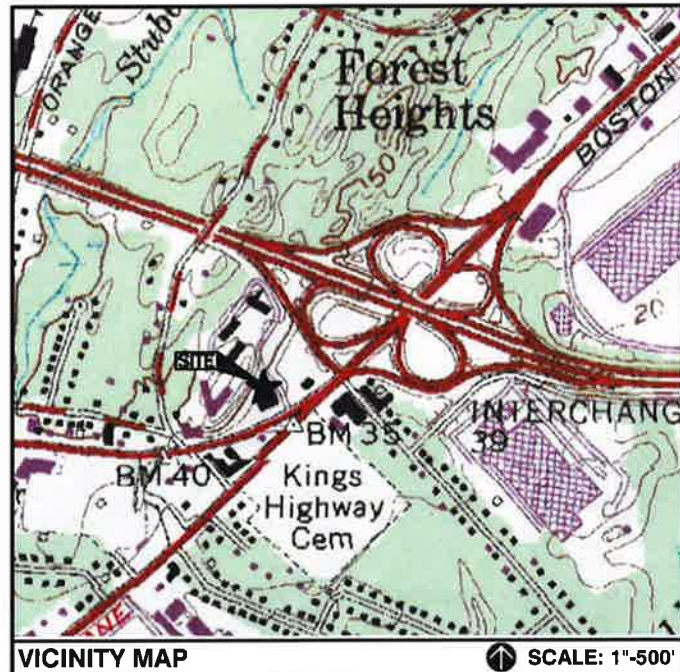 ORANGE
Forest
Heights
BOSTON
50
20
SITE
INTERCHANG
39
BM 35
BM 40
Kings
Highway
Cem
VICINITY MAP
SCALE: 1"-500'